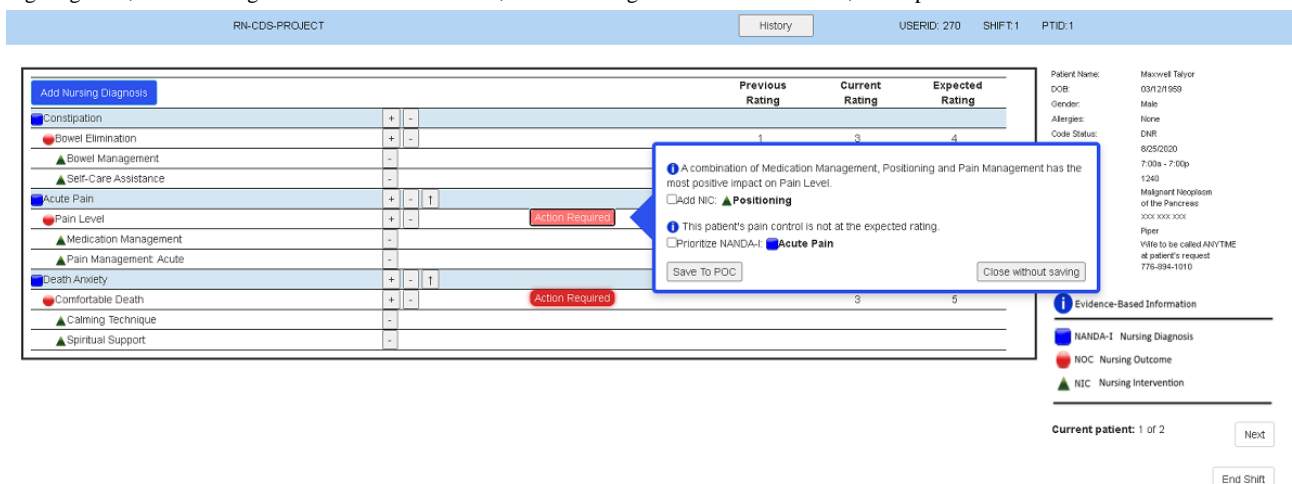 RN-CDS-PROJECT History USERID: 270 SHIFT:1 PTID:1
Add Nursing Diagnosis Previous Rating Current Rating Expected Rating
Constipation + -
Bowel Elimination + - 1 3 4
Bowel Management -
Self-Care Assistance -
Acute Pain + - ↑
Pain Level + - Action Required
Medication Management -
Pain Management: Acute -
Death Anxiety + - ↑
Comfortable Death + - Action Required 3 5
Calming Technique -
Spiritual Support -
A combination of Medication Management, Positioning and Pain Management has the
most positive impact on Pain Level.
Add NIC: Positioning
This patient's pain control is not at the expected rating.
Prioritize NANDA-I: Acute Pain
Save To POC Close without saving
Patient Name: Maxwell Talyor
DOB: 03/12/1959
Gender: Male
Allergies: None
Code Status: DNR
8/25/2020
7:00a - 7:00p
1240
Malignant Neoplasm
of the Pancreas
xxx xxx xxx
Piper
Wife to be called ANYTIME
at patient's request
776-894-1010
Evidence-Based Information
NANDA-I Nursing Diagnosis
NOC Nursing Outcome
NIC Nursing Intervention
Current patient: 1 of 2 Next
End Shift